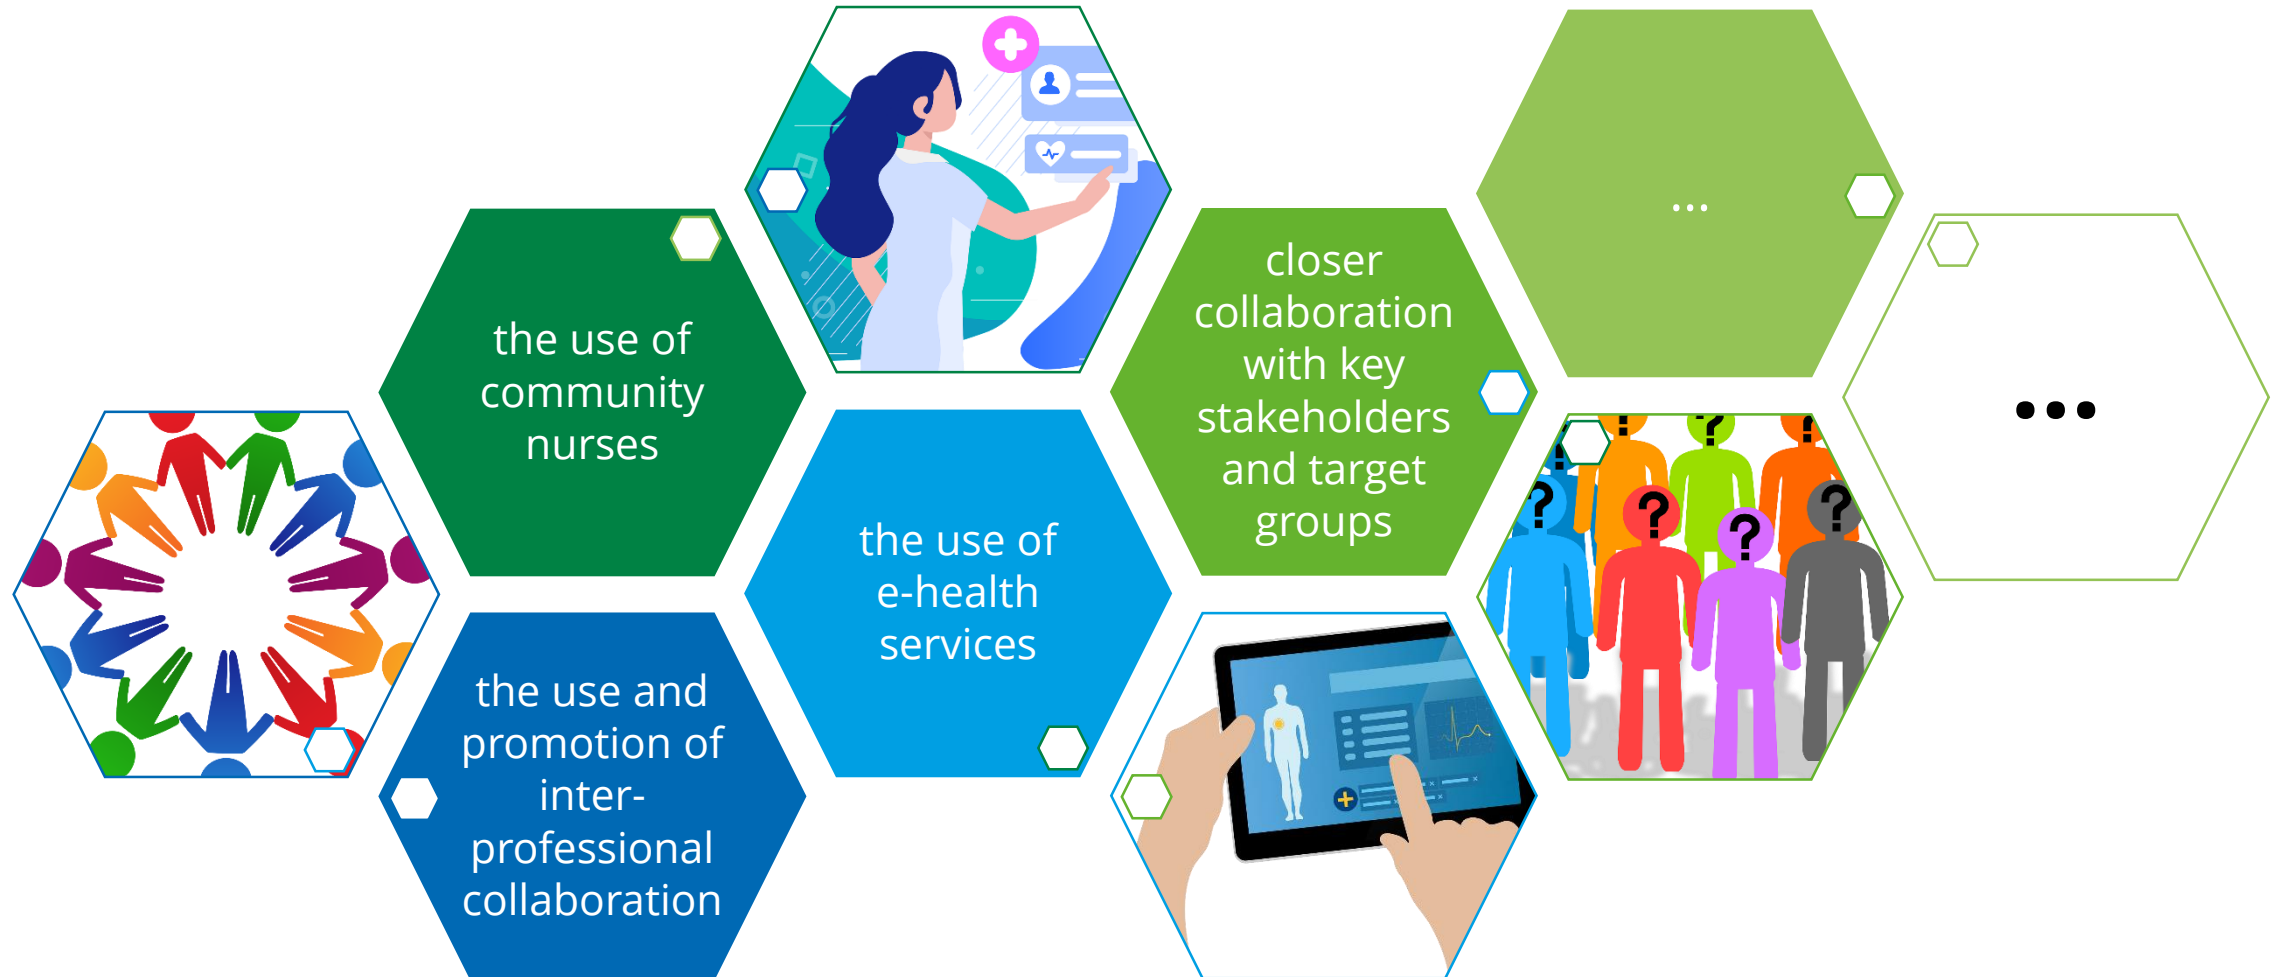 the use of
community
nurses
the use and
promotion of
inter-
professional
collaboration
the use of
e-health
services
closer
collaboration
with key
stakeholders
and target
groups
...
...
?
?
?
?
?
?
?
?